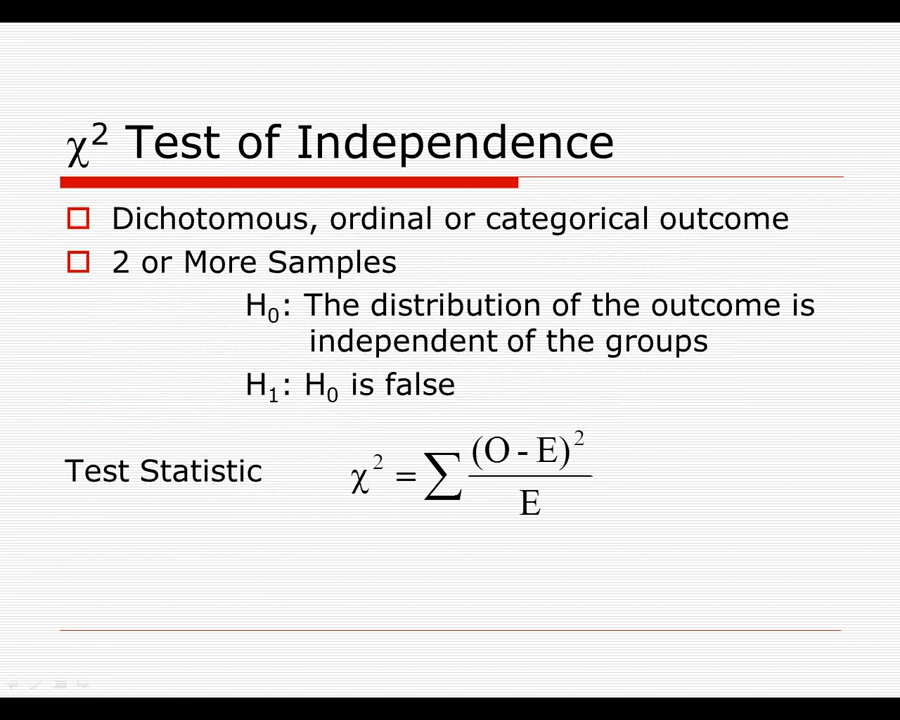 χ² Test of Independence
Dichotomous, ordinal or categorical outcome
2 or More Samples
H₀: The distribution of the outcome is
independent of the groups
H₁: H₀ is false
Test Statistic χ² = ∑ (O - E)² / E